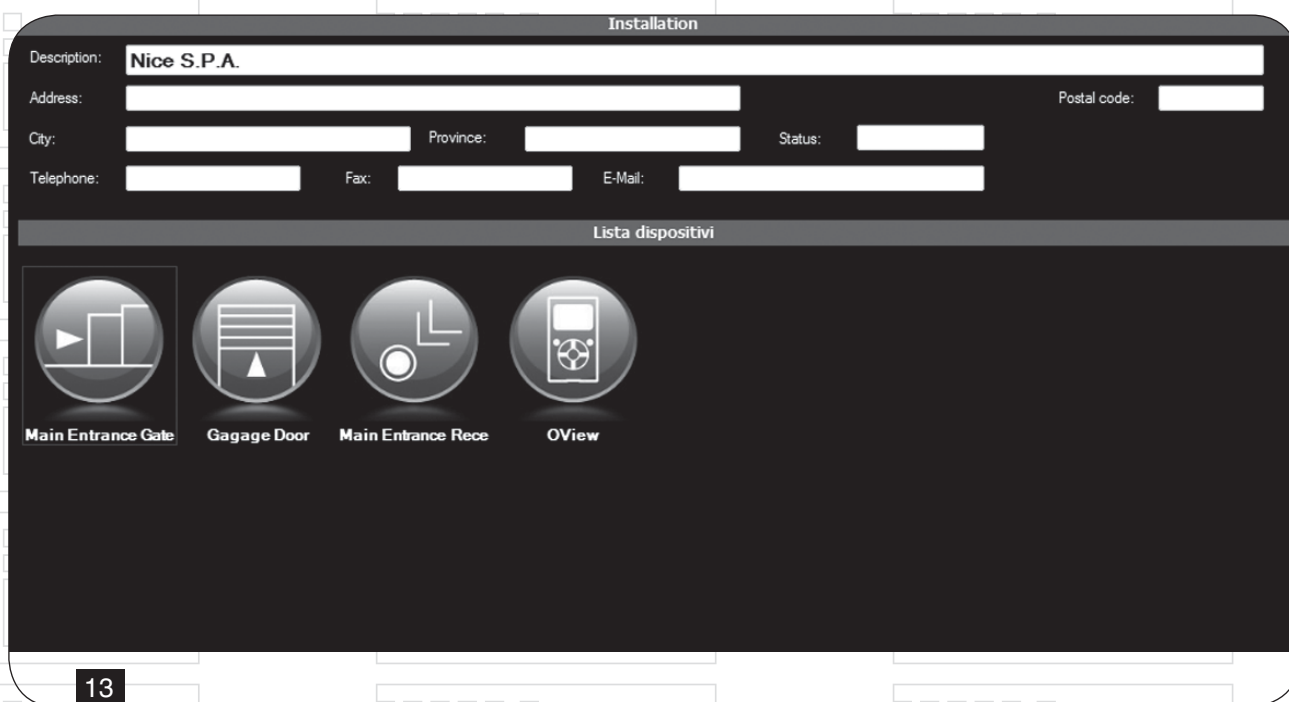 Installation
Description: Nice S.P.A.
Address: Postal code:
City: Province: Status:
Telephone: Fax: E-Mail:
Lista dispositivi
Main Entrance Gate Gagage Door Main Entrance Rece OView
13